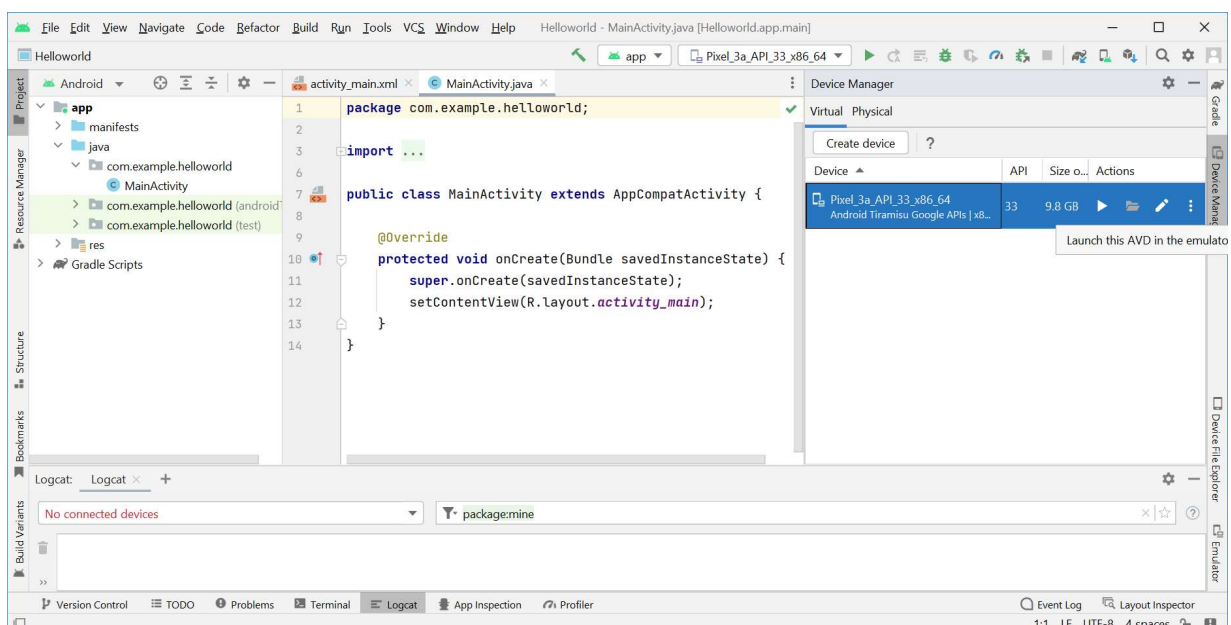 File Edit View Navigate Code Refactor Build Run Tools VCS Window Help Helloworld - MainActivity.java [Helloworld.app.main]
Helloworld
app
Pixel_3a_API_33_x86_64
Project
Resource Manager
Structure
Bookmarks
Build Variants
Android
app
manifests
java
com.example.helloworld
C MainActivity
com.example.helloworld (android
com.example.helloworld (test)
res
Gradle Scripts
activity_main.xml
C MainActivity.java
1 package com.example.helloworld;
2
3 import ...
6
7 public class MainActivity extends AppCompatActivity {
8
9 @Override
10 protected void onCreate(Bundle savedInstanceState) {
11 super.onCreate(savedInstanceState);
12 setContentView(R.layout.activity_main);
13 }
14 }
Device Manager
Virtual Physical
Create device ?
Device API Size o... Actions
Pixel_3a_API_33_x86_64
Android Tiramisu Google APIs | x8...
33 9.8 GB
Launch this AVD in the emulato
Gradle
Device Manag
Device File Explorer
Emulator
Logcat: Logcat +
No connected devices
package:mine
Version Control TODO Problems Terminal Logcat App Inspection Profiler Event Log Layout Inspector
1:1 LF UTF-8 4 spaces